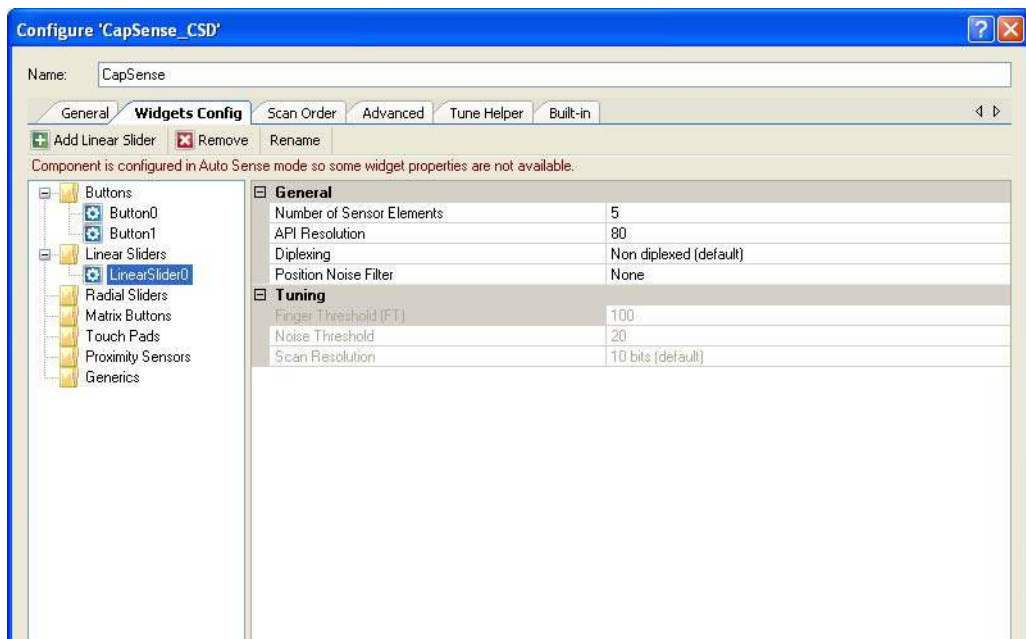 Configure 'CapSense_CSD'
Name: CapSense
General Widgets Config Scan Order Advanced Tune Helper Built-in
Add Linear Slider Remove Rename
Component is configured in Auto Sense mode so some widget properties are not available.
Buttons
Button0
Button1
Linear Sliders
LinearSlider0
Radial Sliders
Matrix Buttons
Touch Pads
Proximity Sensors
Generics
General
Number of Sensor Elements 5
API Resolution 80
Diplexing Non diplexed (default)
Position Noise Filter None
Tuning
Finger Threshold (FT) 100
Noise Threshold 20
Scan Resolution 10 bits (default)